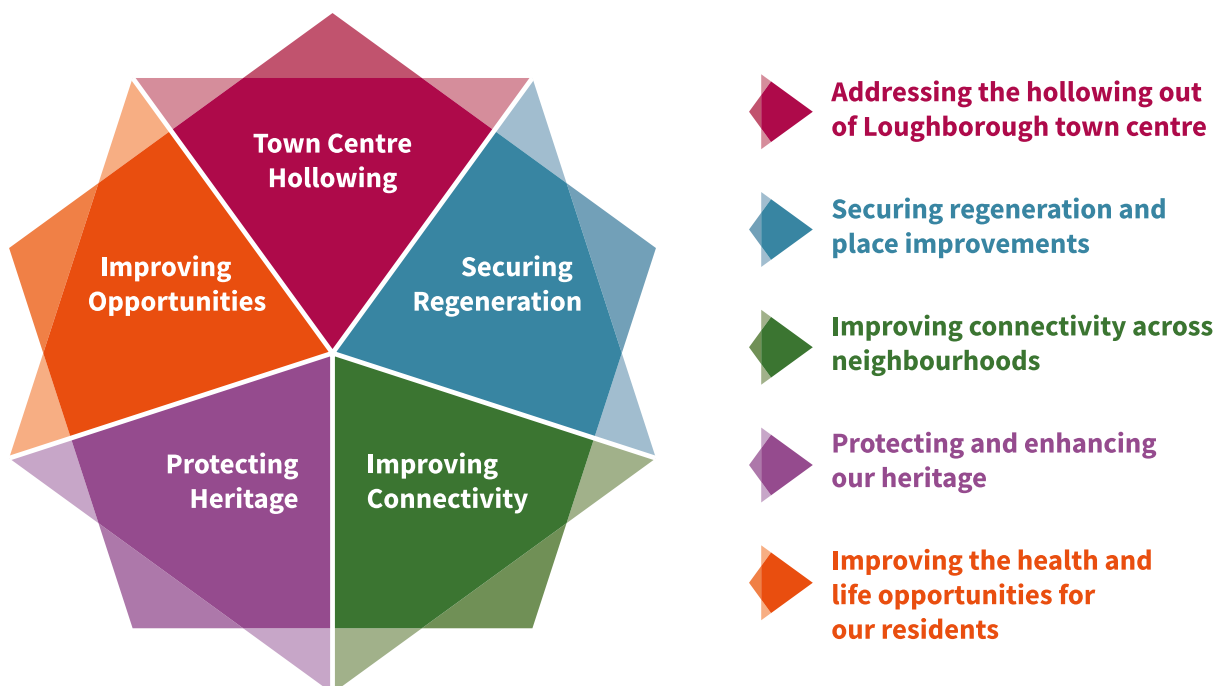 Town Centre
Hollowing
Securing
Regeneration
Improving
Connectivity
Protecting
Heritage
Improving
Opportunities
Addressing the hollowing out
of Loughborough town centre
Securing regeneration and
place improvements
Improving connectivity across
neighbourhoods
Protecting and enhancing
our heritage
Improving the health and
life opportunities for
our residents